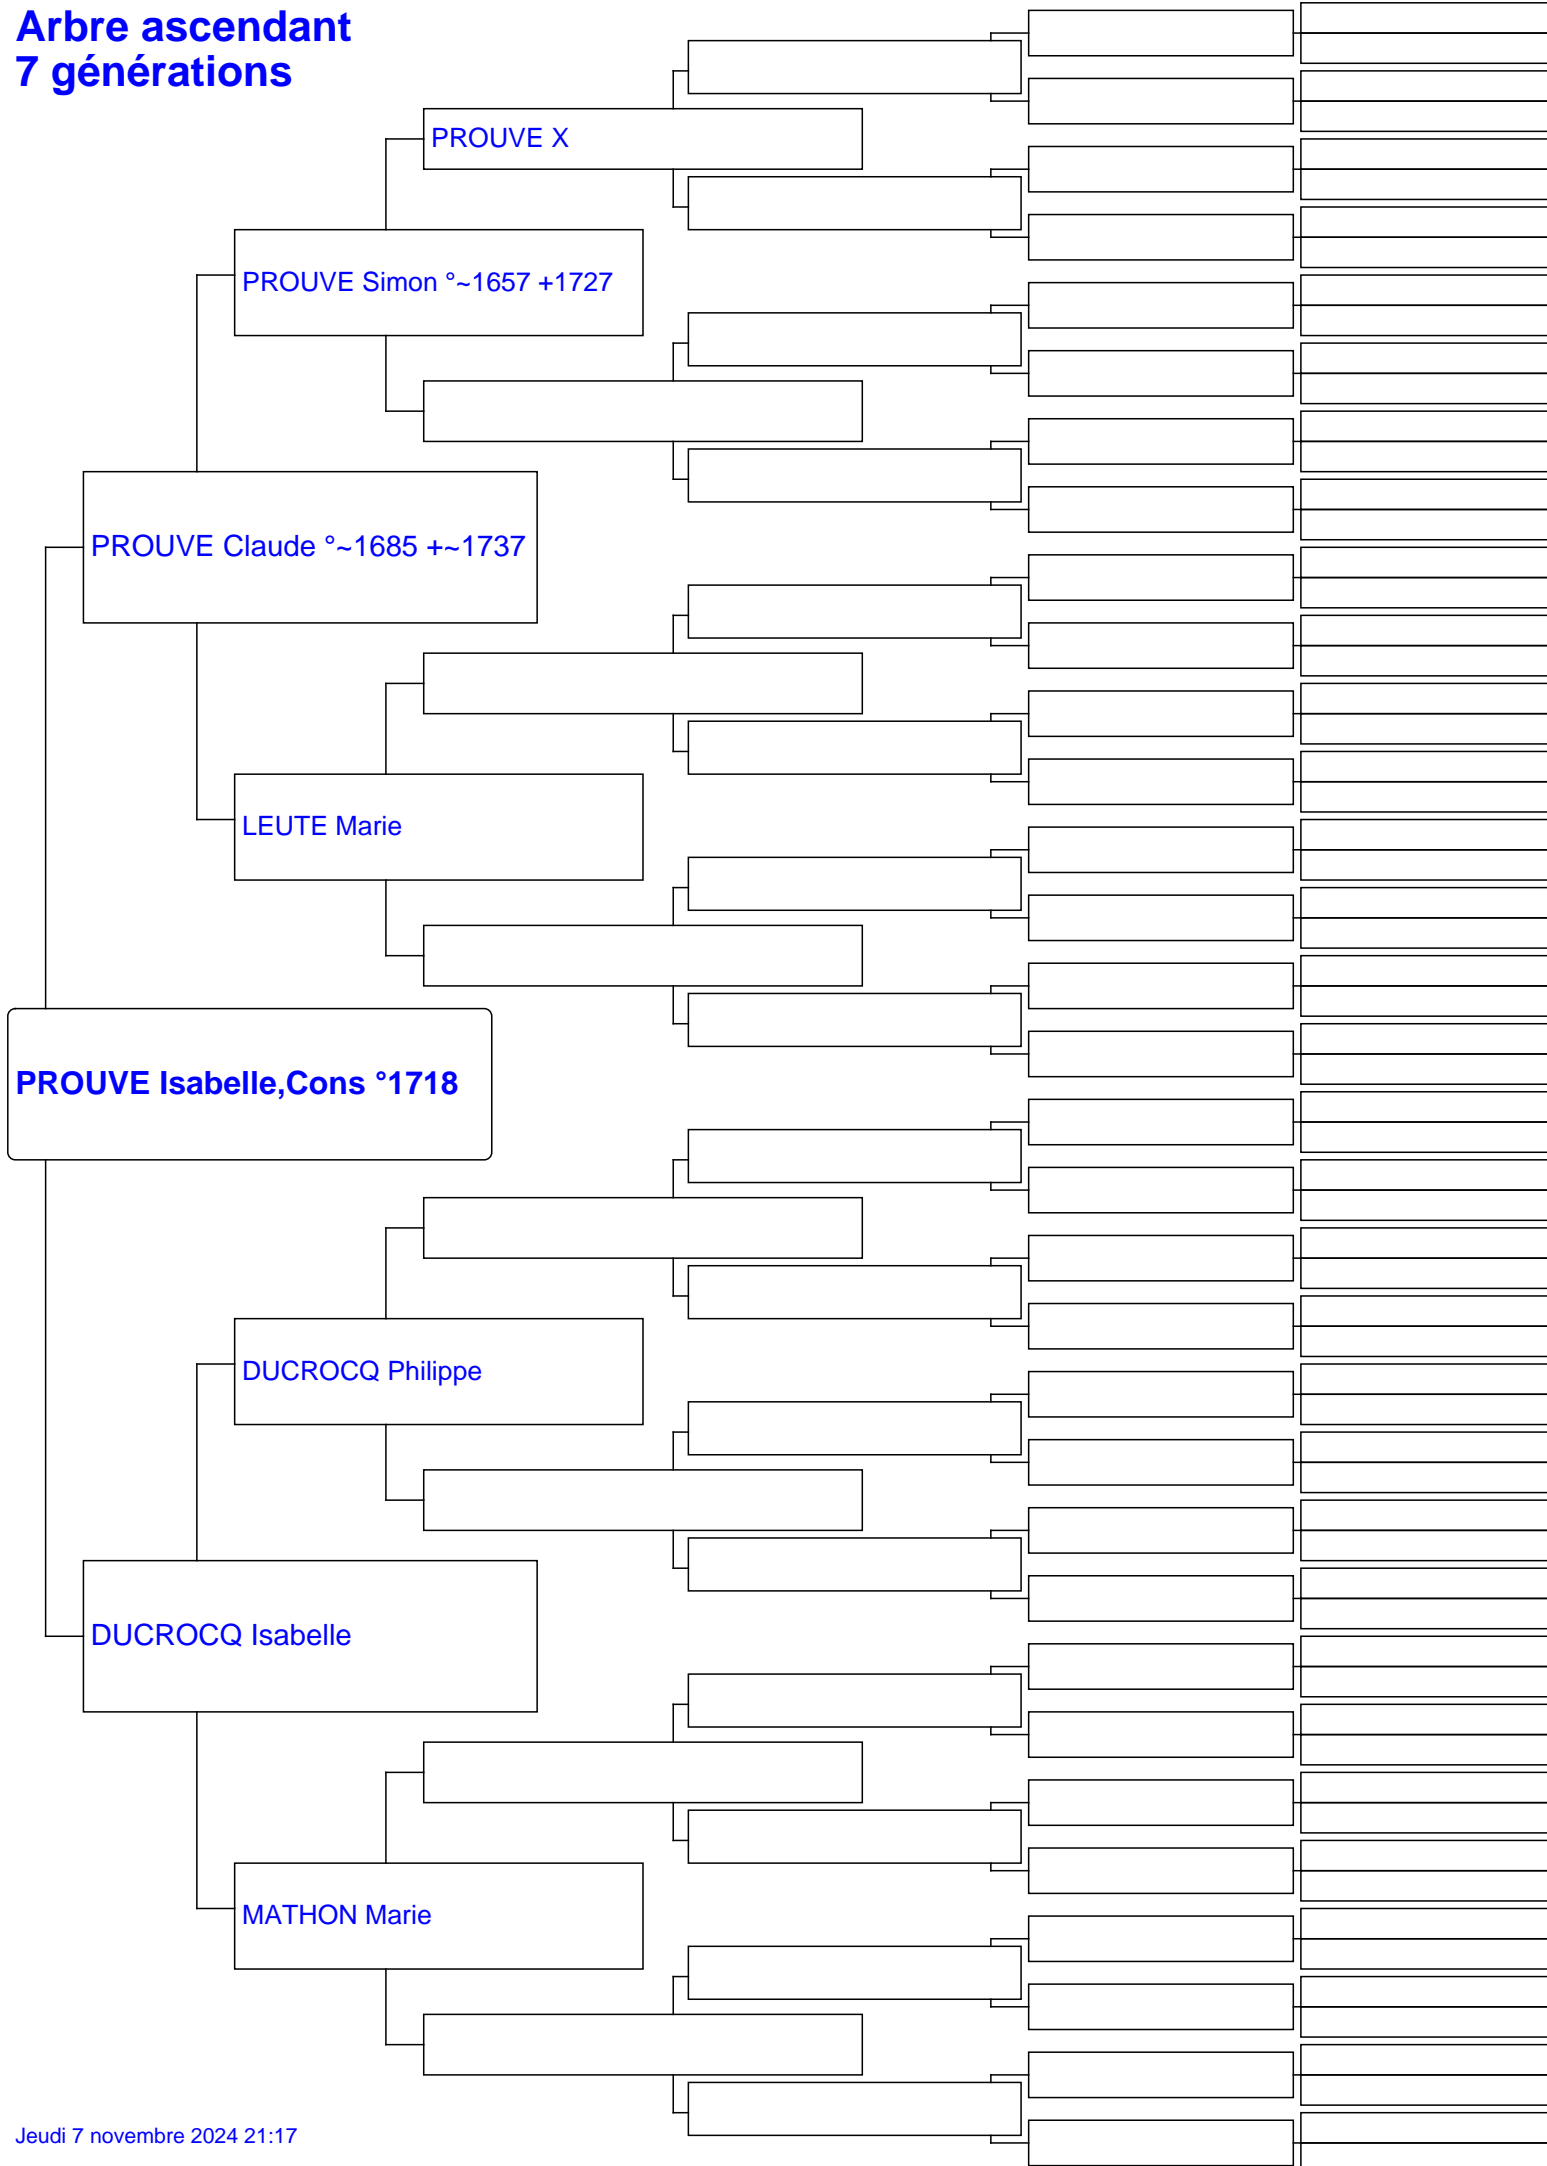 Arbre ascendant
7 générations
PROUVE X
PROUVE Simon °~1657 +1727
PROUVE Claude °~1685 +~1737
LEUTE Marie
PROUVE Isabelle,Cons °1718
DUCROCQ Philippe
DUCROCQ Isabelle
MATHON Marie
Jeudi 7 novembre 2024 21:17